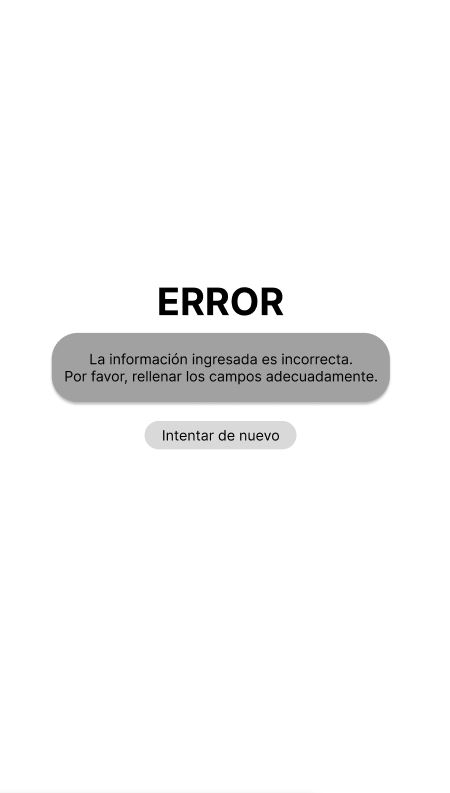 ERROR
La información ingresada es incorrecta.
Por favor, rellenar los campos adecuadamente.
Intentar de nuevo